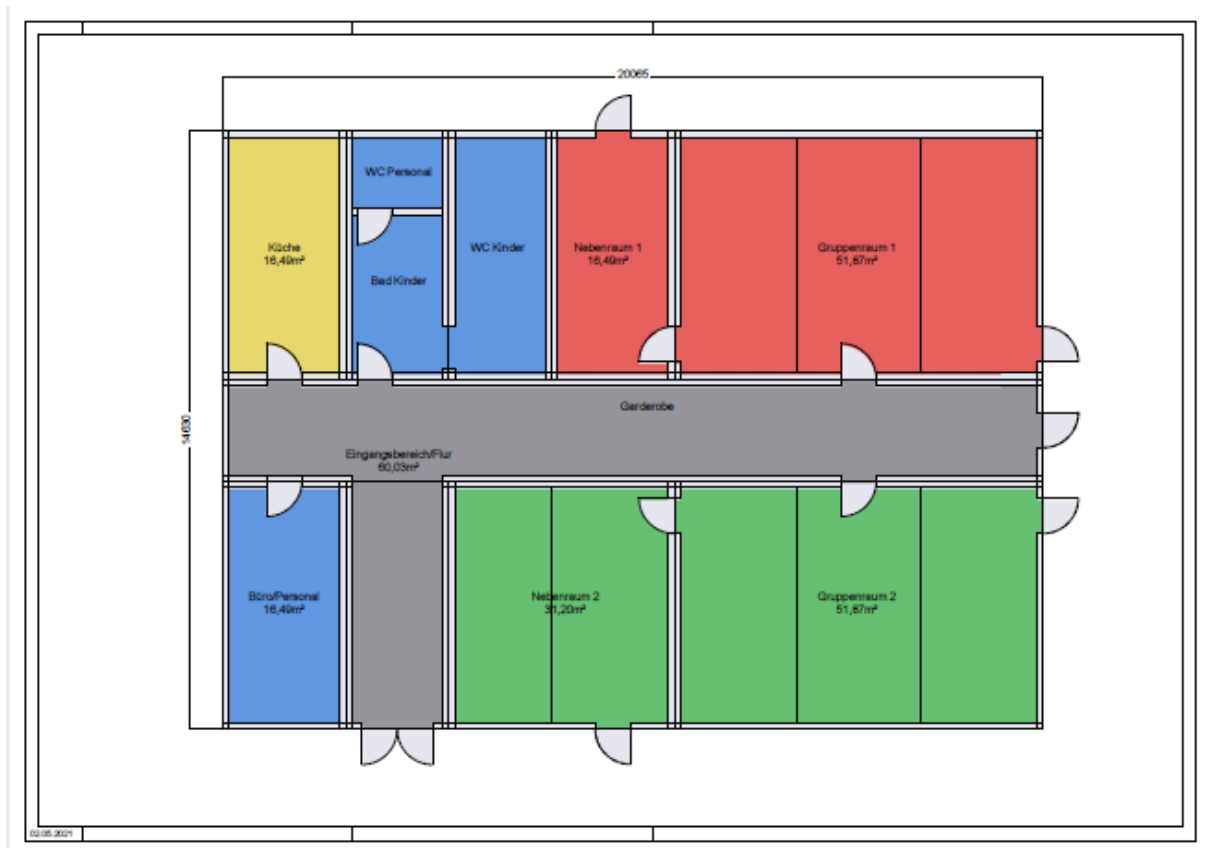 20065
WC Personal
Küche
16,49m²
WC Kinder
Nebenraum 1
16,49m²
Gruppenraum 1
51,87m²
Bad Kinder
Garderobe
14630
Eingangsbereich/Flur
60,03m²
Büro/Personal
16,49m²
Nebenraum 2
31,20m²
Gruppenraum 2
51,87m²
02.05.2021